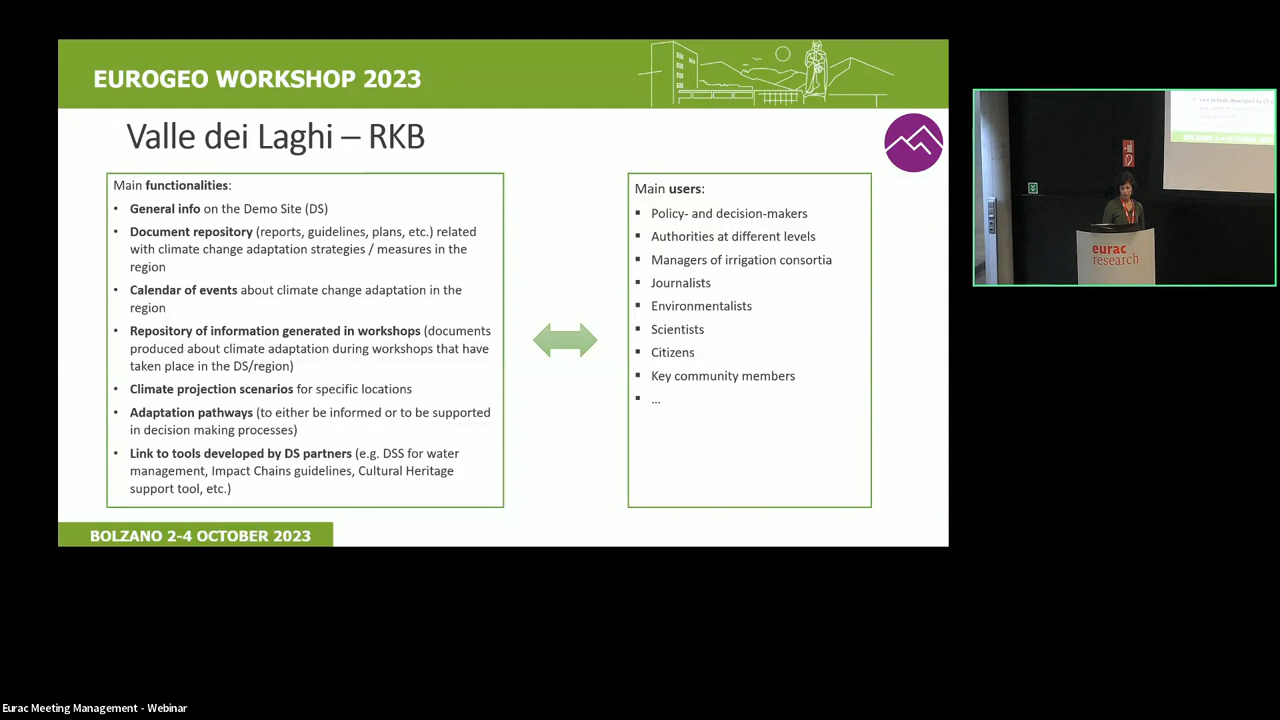 EUROGEO WORKSHOP 2023
Valle dei Laghi – RKB
Main functionalities:
• General info on the Demo Site (DS)
• Document repository (reports, guidelines, plans, etc.) related
with climate change adaptation strategies / measures in the
region
• Calendar of events about climate change adaptation in the
region
• Repository of information generated in workshops (documents
produced about climate adaptation during workshops that have
taken place in the DS/region)
• Climate projection scenarios for specific locations
• Adaptation pathways (to either be informed or to be supported
in decision making processes)
• Link to tools developed by DS partners (e.g. DSS for water
management, Impact Chains guidelines, Cultural Heritage
support tool, etc.)
Main users:
▪ Policy- and decision-makers
▪ Authorities at different levels
▪ Managers of irrigation consortia
▪ Journalists
▪ Environmentalists
▪ Scientists
▪ Citizens
▪ Key community members
▪ ...
BOLZANO 2-4 OCTOBER 2023
Link to tools developed by DS
eurac
research
Eurac Meeting Management - Webinar